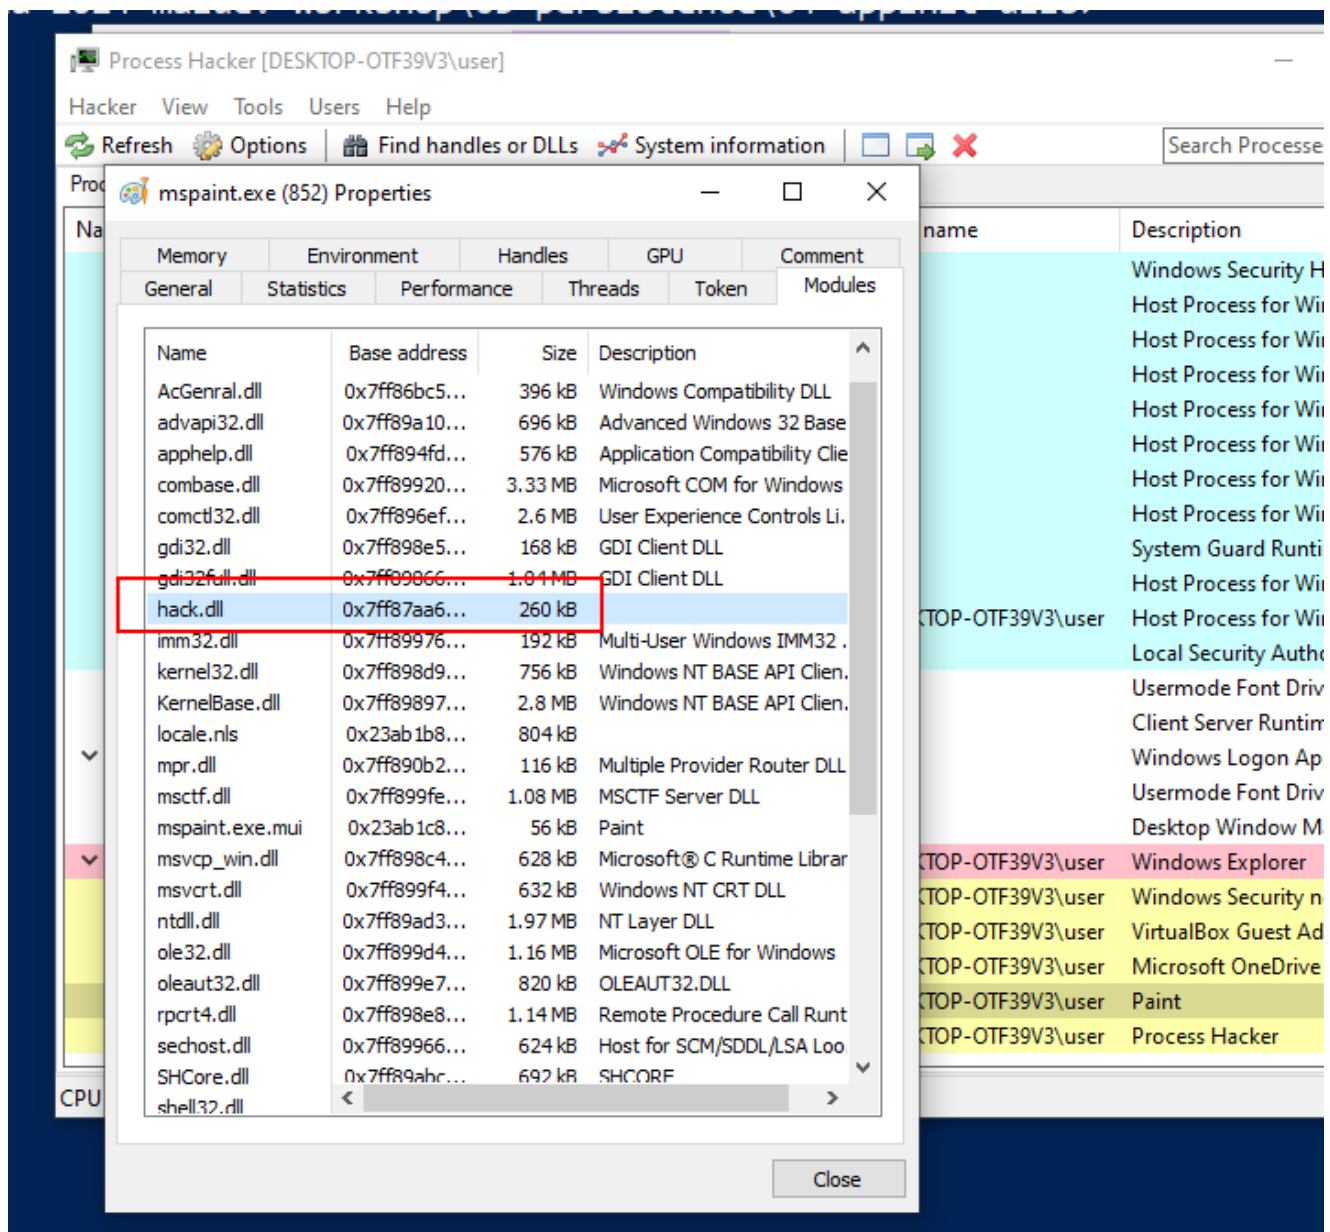 Process Hacker [DESKTOP-OTF39V3\user]
Hacker View Tools Users Help
Refresh Options Find handles or DLLs System information Search Processes
mspaint.exe (852) Properties
name Description
Memory Environment Handles GPU Comment
General Statistics Performance Threads Token Modules
Name Base address Size Description
AcGenral.dll 0x7ff86bc5... 396 kB Windows Compatibility DLL
advapi32.dll 0x7ff89a10... 696 kB Advanced Windows 32 Base
apphelp.dll 0x7ff894fd... 576 kB Application Compatibility Clie
combase.dll 0x7ff89920... 3.33 MB Microsoft COM for Windows
comctl32.dll 0x7ff896ef... 2.6 MB User Experience Controls Li.
gdi32.dll 0x7ff898e5... 168 kB GDI Client DLL
gdi32full.dll 0x7ff89866... 1.04 MB GDI Client DLL
hack.dll 0x7ff87aa6... 260 kB
imm32.dll 0x7ff89976... 192 kB Multi-User Windows IMM32 .
kernel32.dll 0x7ff898d9... 756 kB Windows NT BASE API Clien.
KernelBase.dll 0x7ff89897... 2.8 MB Windows NT BASE API Clien.
locale.nls 0x23ab1b8... 804 kB
mpr.dll 0x7ff890b2... 116 kB Multiple Provider Router DLL
msctf.dll 0x7ff899fe... 1.08 MB MSCTF Server DLL
mspaint.exe.mui 0x23ab1c8... 56 kB Paint
msvcp_win.dll 0x7ff898c4... 628 kB Microsoft® C Runtime Librar
msvcrt.dll 0x7ff899f4... 632 kB Windows NT CRT DLL
ntdll.dll 0x7ff89ad3... 1.97 MB NT Layer DLL
ole32.dll 0x7ff899d4... 1.16 MB Microsoft OLE for Windows
oleaut32.dll 0x7ff899e7... 820 kB OLEAUT32.DLL
rpcrt4.dll 0x7ff898e8... 1.14 MB Remote Procedure Call Runt
sechost.dll 0x7ff89966... 624 kB Host for SCM/SDDL/LSA Loo.
SHCore.dll 0x7ff89abc... 692 kB SHCORE
shell32.dll
Close
Windows Security H
Host Process for Wi
Host Process for Wi
Host Process for Wi
Host Process for Wi
Host Process for Wi
Host Process for Wi
Host Process for Wi
System Guard Runti
Host Process for Wi
KTOP-OTF39V3\user Host Process for Wi
Local Security Autho
Usermode Font Driv
Client Server Runtim
Windows Logon Ap
Usermode Font Driv
Desktop Window M
KTOP-OTF39V3\user Windows Explorer
KTOP-OTF39V3\user Windows Security n
KTOP-OTF39V3\user VirtualBox Guest Ad
KTOP-OTF39V3\user Microsoft OneDrive
KTOP-OTF39V3\user Paint
KTOP-OTF39V3\user Process Hacker
CPU